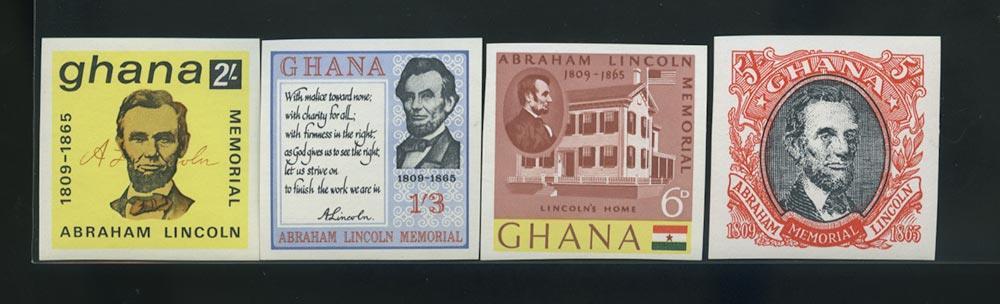 ghana 2/-
1809-1865
A. Lincoln
MEMORIAL
ABRAHAM LINCOLN
GHANA
With malice toward none;
with charity for all;
with firmness in the right,
as God gives us to see the right,
let us strive on
to finish the work we are in
A. Lincoln.
1809-1865
1/3
ABRAHAM LINCOLN MEMORIAL
ABRAHAM LINCOLN
1809-1865
MEMORIAL
LINCOLN'S HOME
6D
GHANA
5/- GHANA 5/-
ABRAHAM MEMORIAL LINCOLN
1809 1865